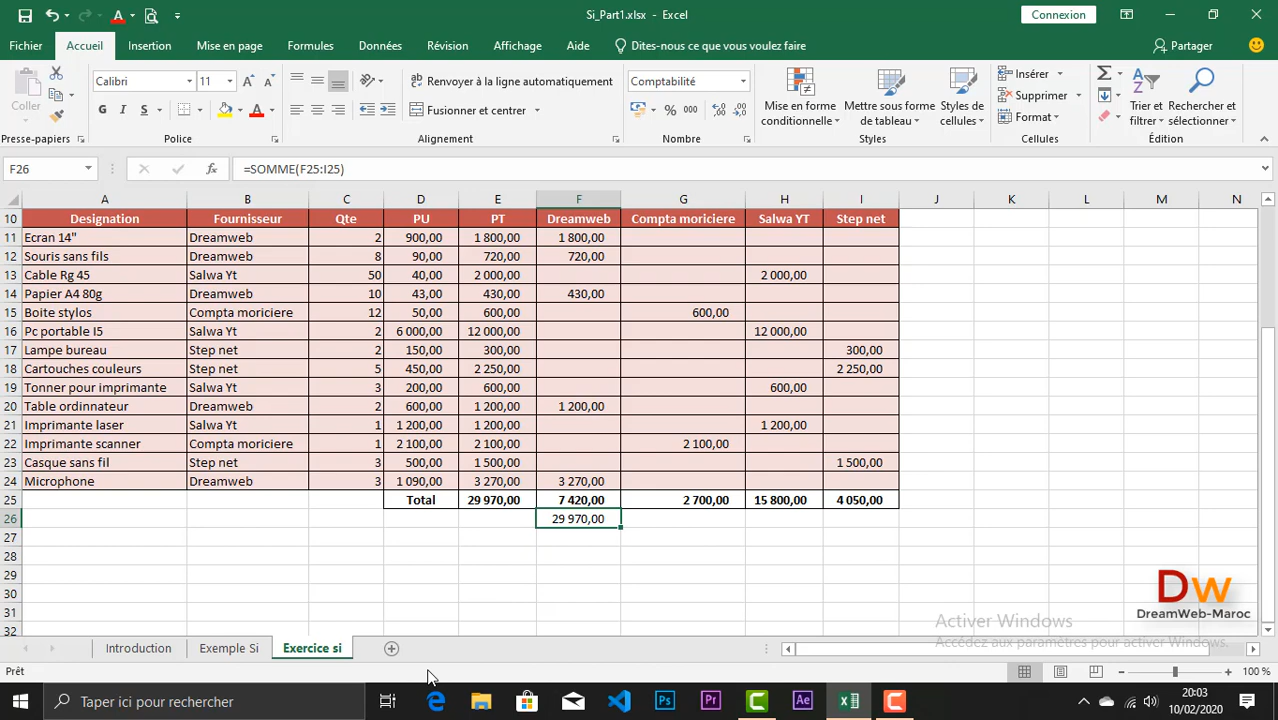 Si_Part1.xlsx - Excel
Connexion
Fichier Accueil Insertion Mise en page Formules Données Révision Affichage Aide Dites-nous ce que vous voulez faire Partager
Coller
Calibri 11
Renvoyer à la ligne automatiquement
Comptabilité
G I S
Fusionner et centrer
% 000
Mise en forme conditionnelle
Mettre sous forme de tableau
Styles de cellules
Insérer
Supprimer
Format
Trier et filtrer
Rechercher et sélectionner
Presse-papiers Police Alignement Nombre Styles Cellules Édition
F26 fx =SOMME(F25:I25)
A B C D E F G H I J K L M N
10 Designation Fournisseur Qte PU PT Dreamweb Compta moriciere Salwa YT Step net
11 Ecran 14" Dreamweb 2 900,00 1 800,00 1 800,00
12 Souris sans fils Dreamweb 8 90,00 720,00 720,00
13 Cable Rg 45 Salwa Yt 50 40,00 2 000,00 2 000,00
14 Papier A4 80g Dreamweb 10 43,00 430,00 430,00
15 Boite stylos Compta moriciere 12 50,00 600,00 600,00
16 Pc portable I5 Salwa Yt 2 6 000,00 12 000,00 12 000,00
17 Lampe bureau Step net 2 150,00 300,00 300,00
18 Cartouches couleurs Step net 5 450,00 2 250,00 2 250,00
19 Tonner pour imprimante Salwa Yt 3 200,00 600,00 600,00
20 Table ordinnateur Dreamweb 2 600,00 1 200,00 1 200,00
21 Imprimante laser Salwa Yt 1 1 200,00 1 200,00 1 200,00
22 Imprimante scanner Compta moriciere 1 2 100,00 2 100,00 2 100,00
23 Casque sans fil Step net 3 500,00 1 500,00 1 500,00
24 Microphone Dreamweb 3 1 090,00 3 270,00 3 270,00
25 Total 29 970,00 7 420,00 2 700,00 15 800,00 4 050,00
26 29 970,00
27
28
29
30
31
32
Dw
DreamWeb-Maroc
Activer Windows
Accédez aux paramètres pour activer Windows.
Introduction Exemple Si Exercice si
Prêt
100 %
Taper ici pour rechercher
Ps Pr Ae
20:03
10/02/2020